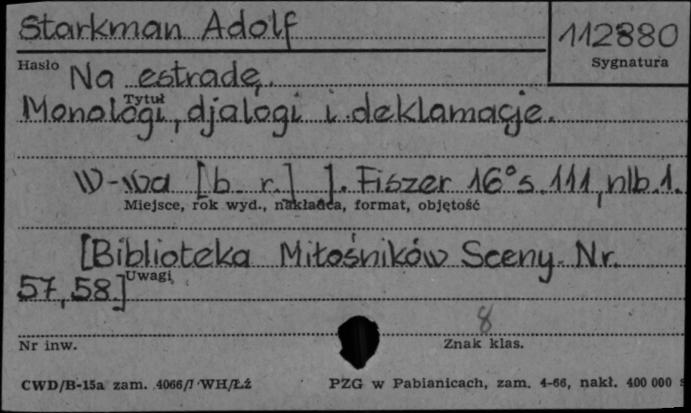 Starkman Adolf
112880
Hasło
Sygnatura
Na estradę.
Tytuł
Monologi, djalogi i deklamacje.
W-wa [b. r.] J. Fiszer 16° s. 111, nlb. 1.
Miejsce, rok wyd., nakładca, format, objętość
[Biblioteka Miłośników Sceny. Nr.
Uwagi
57, 58.]
8
Nr inw.
Znak klas.
CWD/B-15a zam. 4066/I WH/Łź
PZG w Pabianicach, zam. 4-66, nakł. 400 000